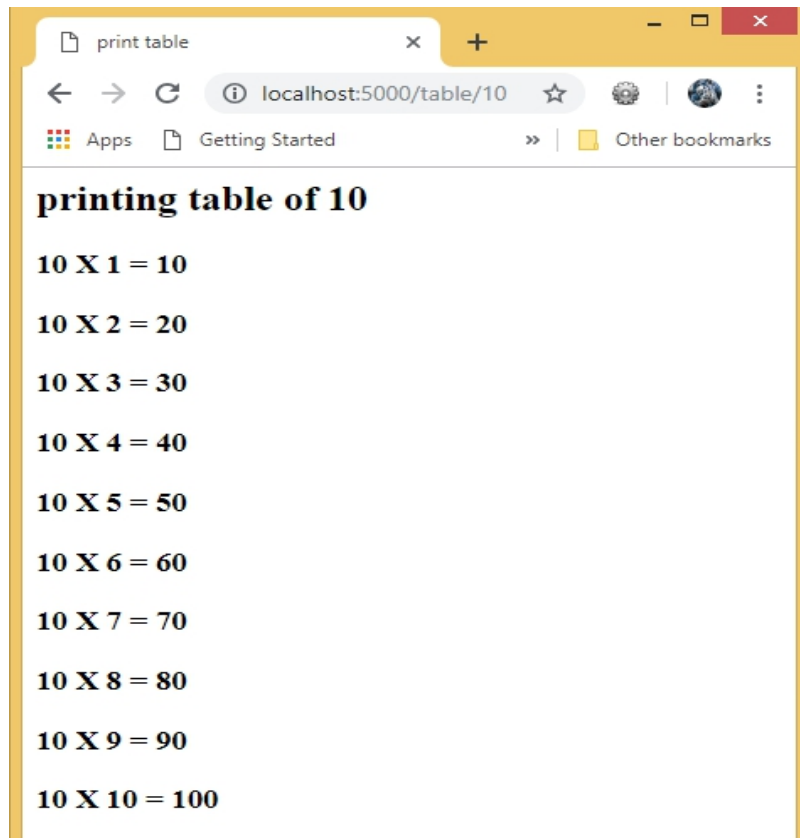 print table
localhost:5000/table/10
Apps Getting Started » Other bookmarks
printing table of 10
10 X 1 = 10
10 X 2 = 20
10 X 3 = 30
10 X 4 = 40
10 X 5 = 50
10 X 6 = 60
10 X 7 = 70
10 X 8 = 80
10 X 9 = 90
10 X 10 = 100